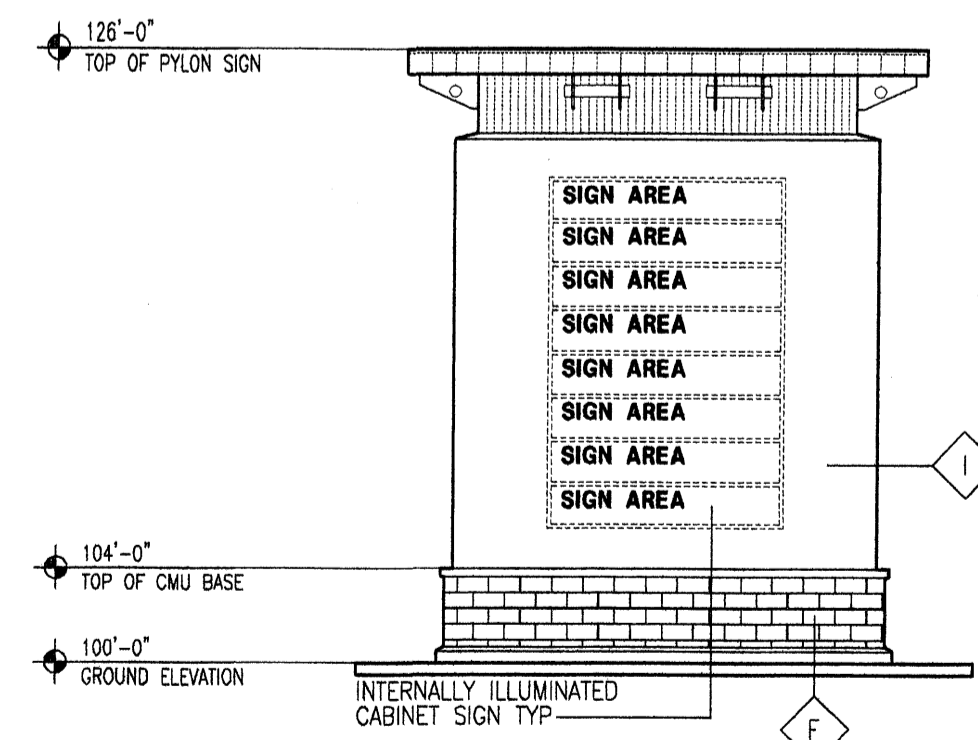 126'-0"
TOP OF PYLON SIGN
SIGN AREA
SIGN AREA
SIGN AREA
SIGN AREA
SIGN AREA
SIGN AREA
SIGN AREA
SIGN AREA
I
104'-0"
TOP OF CMU BASE
100'-0"
GROUND ELEVATION
INTERNALLY ILLUMINATED
CABINET SIGN TYP
F